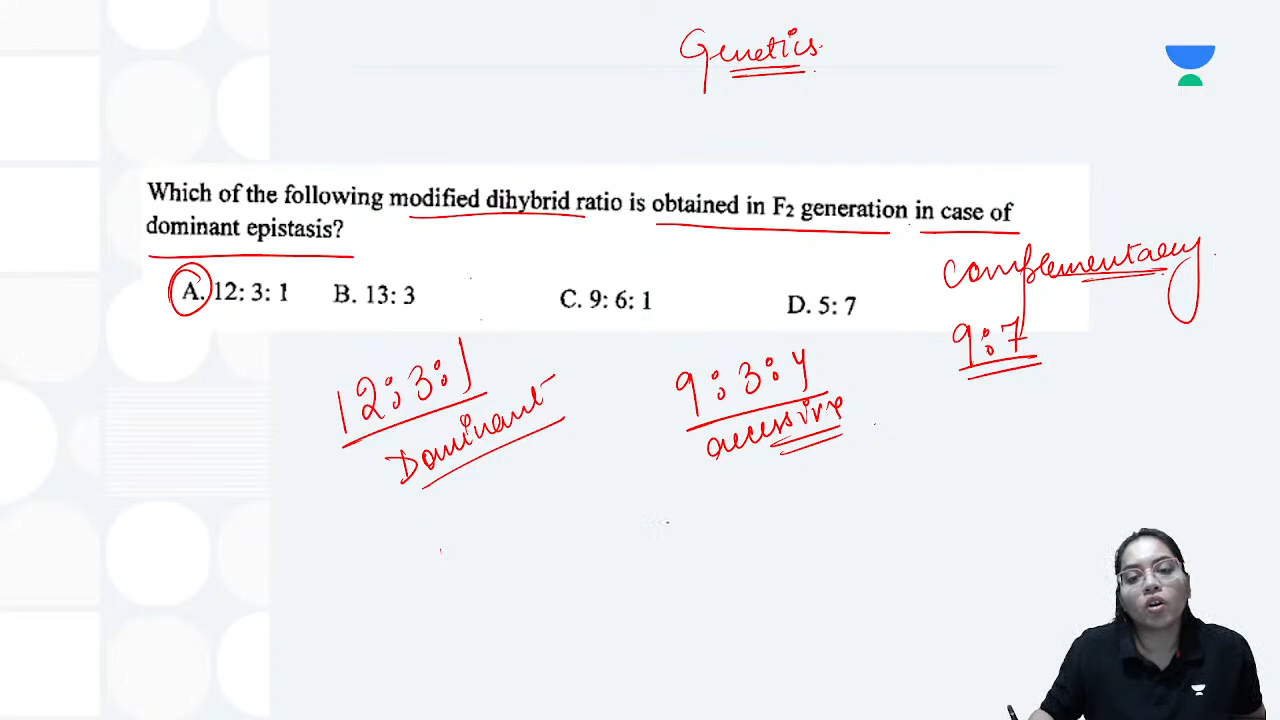 Genetics
Which of the following modified dihybrid ratio is obtained in F₂ generation in case of
dominant epistasis?
A. 12: 3: 1 B. 13: 3 C. 9: 6: 1 D. 5: 7
complementary
9:7
12:3:1
Dominant
9:3:4
recessive